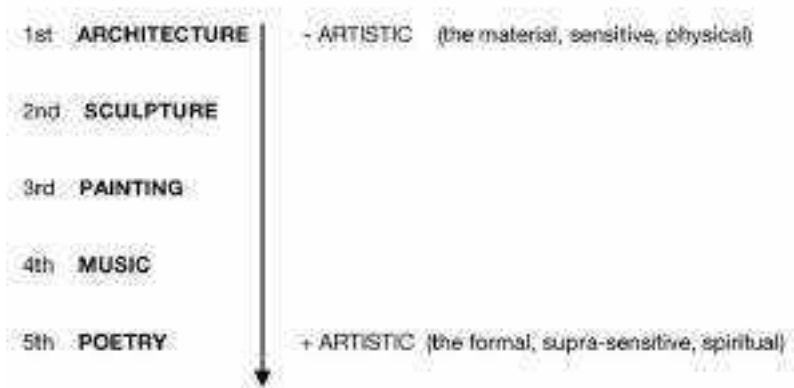 1st ARCHITECTURE - ARTISTIC (the material, sensitive, physical)
2nd SCULPTURE
3rd PAINTING
4th MUSIC
5th POETRY + ARTISTIC (the formal, supra-sensitive, spiritual)